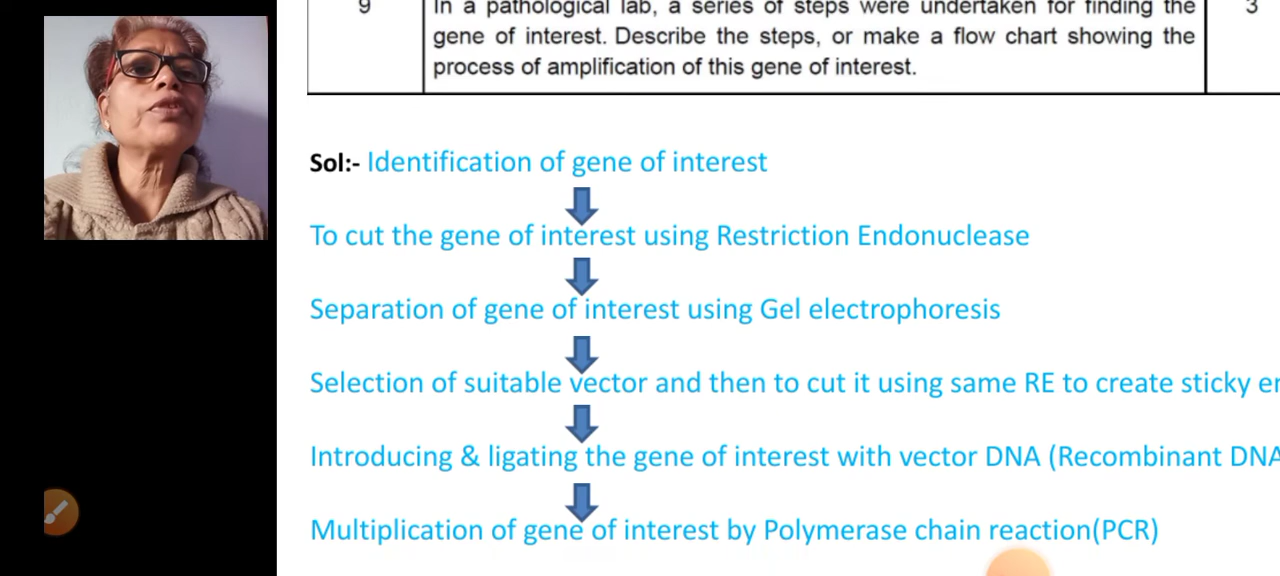 9
In a pathological lab, a series of steps were undertaken for finding the
3
gene of interest. Describe the steps, or make a flow chart showing the
process of amplification of this gene of interest.
Sol:- Identification of gene of interest
To cut the gene of interest using Restriction Endonuclease
Separation of gene of interest using Gel electrophoresis
Selection of suitable vector and then to cut it using same RE to create sticky
Introducing & ligating the gene of interest with vector DNA (Recombinant DNA
Multiplication of gene of interest by Polymerase chain reaction(PCR)